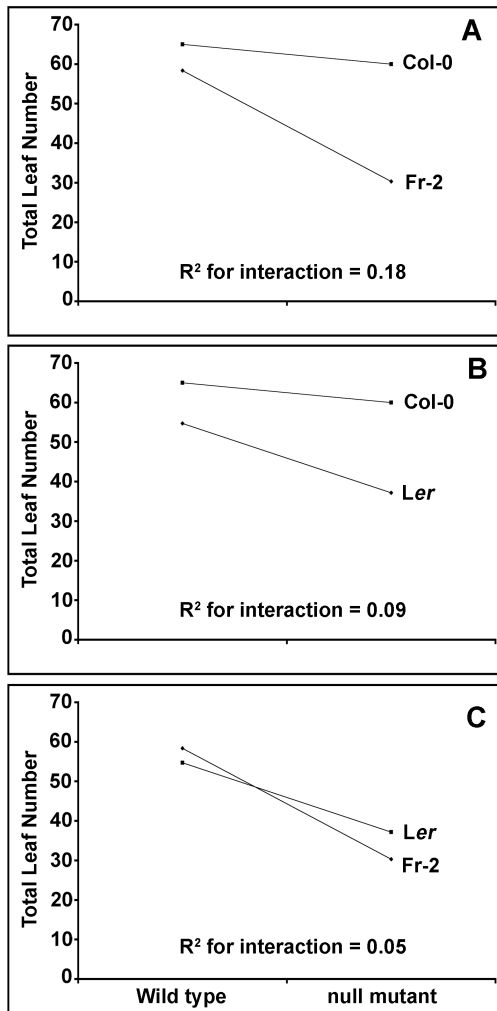 A
Total Leaf Number
70
60
50
40
30
20
10
0
Col-0
Fr-2
R² for interaction = 0.18
B
Total Leaf Number
70
60
50
40
30
20
10
0
Col-0
Ler
R² for interaction = 0.09
C
Total Leaf Number
70
60
50
40
30
20
10
0
Ler
Fr-2
R² for interaction = 0.05
Wild type
null mutant